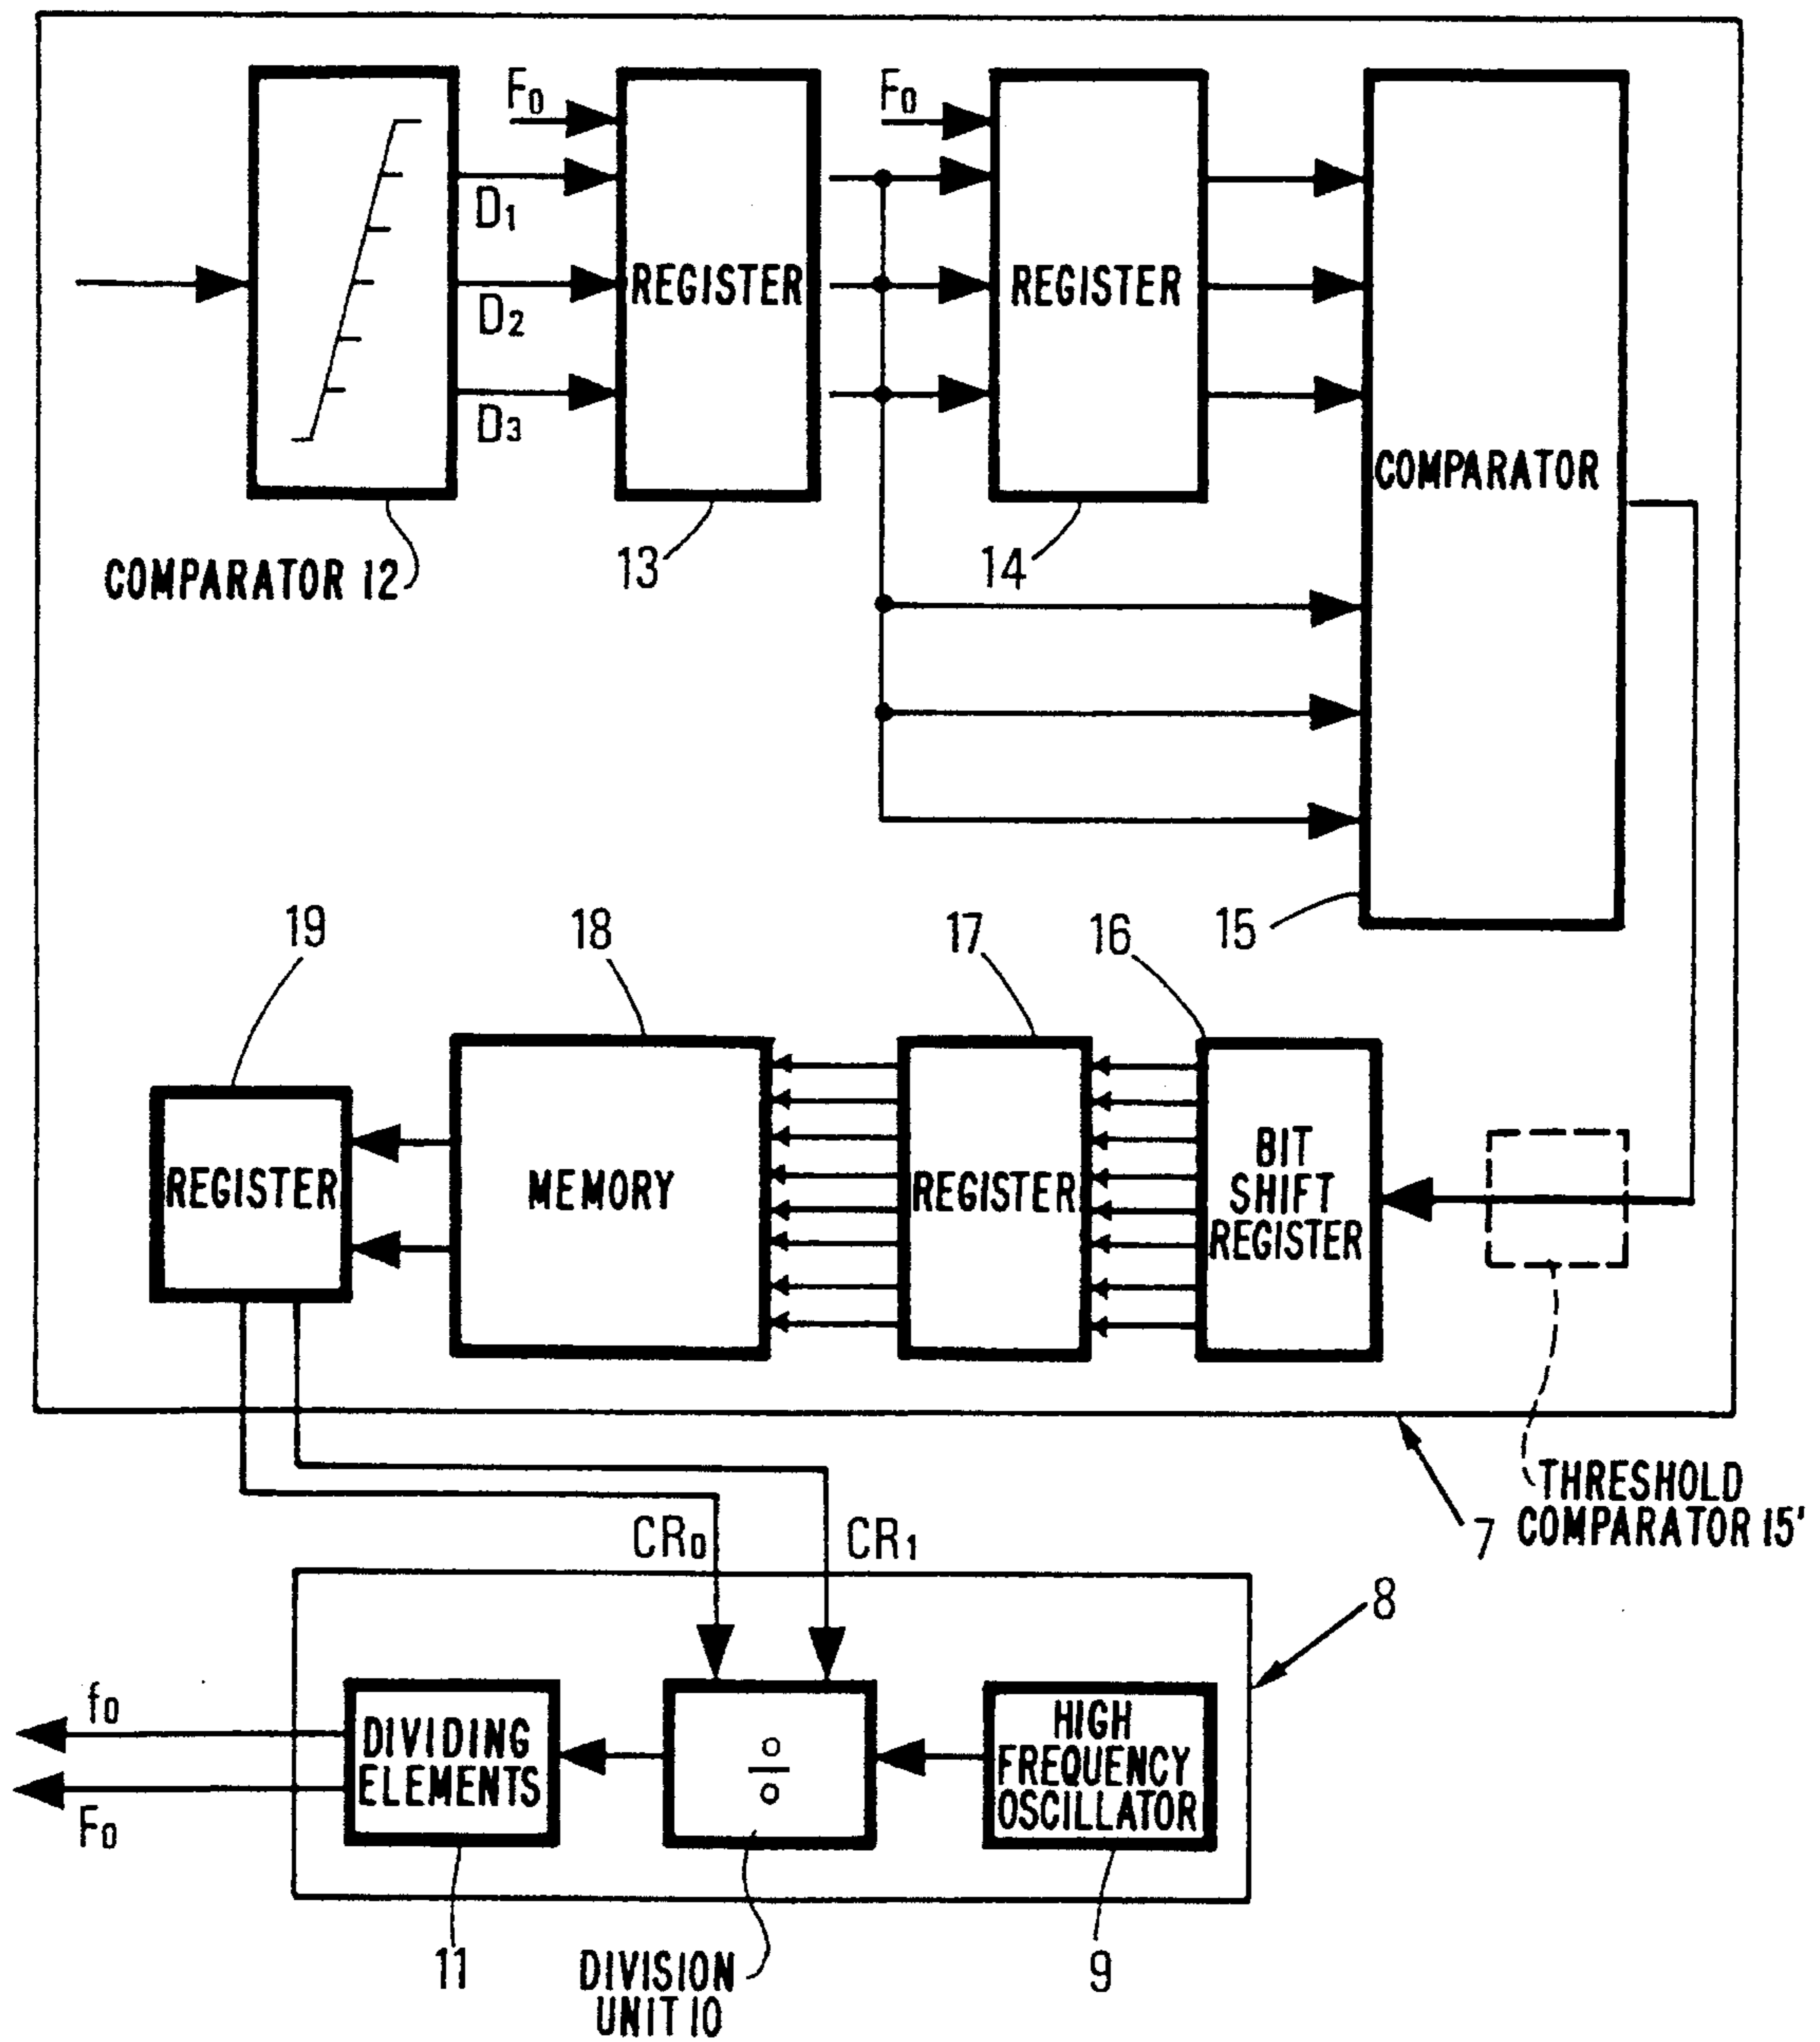 F0
F0
D1
D2
D3
REGISTER
REGISTER
COMPARATOR
COMPARATOR 12
13
14
15
19
18
17
16
REGISTER
MEMORY
REGISTER
BIT
SHIFT
REGISTER
THRESHOLD
COMPARATOR 15'
7
CR0
CR1
8
f0
F0
DIVIDING
ELEMENTS
÷
HIGH
FREQUENCY
OSCILLATOR
11
DIVISION
UNIT 10
9